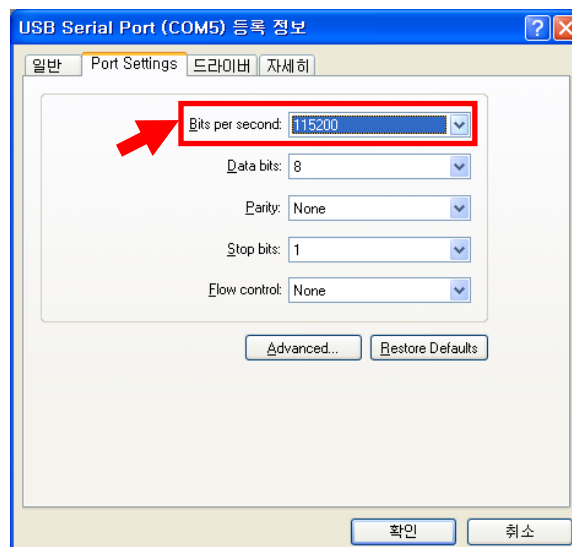 USB Serial Port (COM5) 등록 정보
일반 Port Settings 드라이버 자세히
Bits per second: 115200
Data bits: 8
Parity: None
Stop bits: 1
Flow control: None
Advanced... Restore Defaults
확인 취소